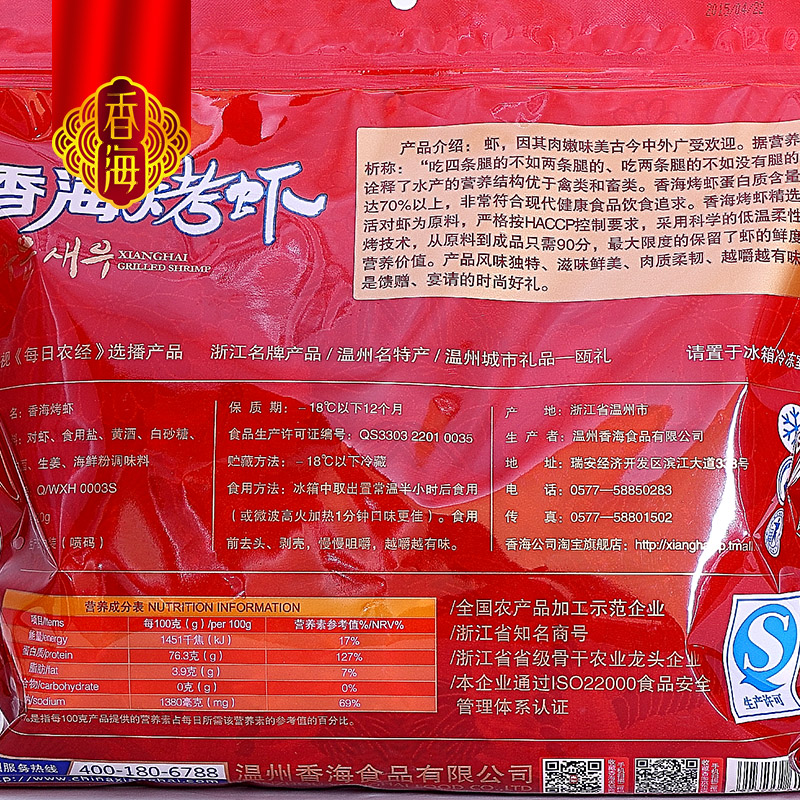 2015/04/22
香海
香海烤虾
새우 XIANGHAI
GRILLED SHRIMP
产品介绍：虾，因其肉嫩味美古今中外广受欢迎。据营养
析称：“吃四条腿的不如两条腿的、吃两条腿的不如没有腿的
诠释了水产的营养结构优于禽类和畜类。香海烤虾蛋白质含量
达70%以上，非常符合现代健康食品饮食追求。香海烤虾精选
活对虾为原料，严格按HACCP控制要求，采用科学的低温柔性
烤技术，从原料到成品只需90分，最大限度的保留了虾的鲜度
营养价值。产品风味独特、滋味鲜美、肉质柔韧、越嚼越有味
是馈赠、宴请的时尚好礼。
视《每日农经》选播产品 浙江名牌产品/温州名特产/温州城市礼品—瓯礼 请置于冰箱冷冻室
名：香海烤虾
料：对虾、食用盐、黄酒、白砂糖、
、生姜、海鲜粉调味料
Q/WXH 0003S
0g
（喷码）
保质期：－18℃以下12个月
食品生产许可证编号：QS3303 2201 0035
贮藏方法：－18℃以下冷藏
食用方法：冰箱中取出置常温半小时后食用
（或微波高火加热1分钟口味更佳）。食用
前去头、剥壳，慢慢咀嚼，越嚼越有味。
产地：浙江省温州市
生产者：温州香海食品有限公司
地址：瑞安经济开发区滨江大道338号
电话：0577—58850283
传真：0577—58801502
香海公司淘宝旗舰店：http://xiangha p.tmall
营养成分表 NUTRITION INFORMATION
项目/Items 每100克（g）/per 100g 营养素参考值%/NRV%
能量/energy 1451千焦（kJ） 17%
蛋白质/protein 76.3克（g） 127%
脂肪/fat 3.9克（g） 7%
合物/carbohydrate 0克（g） 0%
/sodium 1380毫克（mg） 69%
%是指每100克产品提供的营养素占每日所需该营养素的参考值的百分比。
/全国农产品加工示范企业
/浙江省知名商号
/浙江省省级骨干农业龙头企业
/本企业通过ISO22000食品安全
管理体系认证
生产许可
服务热线 400-180-6788
http://www.chinaxianghai.com
温州香海食品有限公司